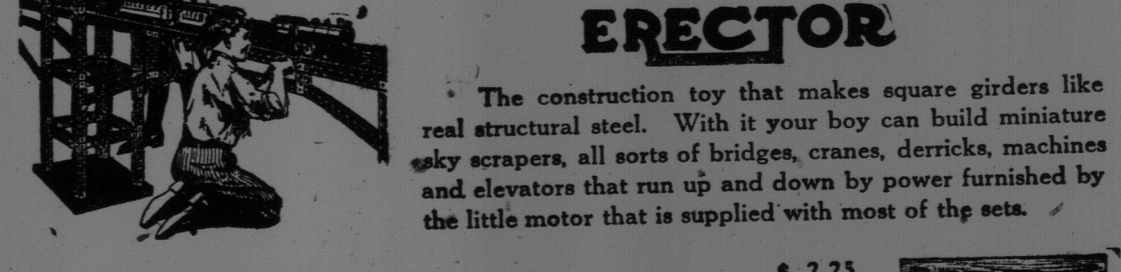 ERECTOR
The construction toy that makes square girders like
real structural steel. With it your boy can build miniature
sky scrapers, all sorts of bridges, cranes, derricks, machines
and elevators that run up and down by power furnished by
the little motor that is supplied with most of the sets.